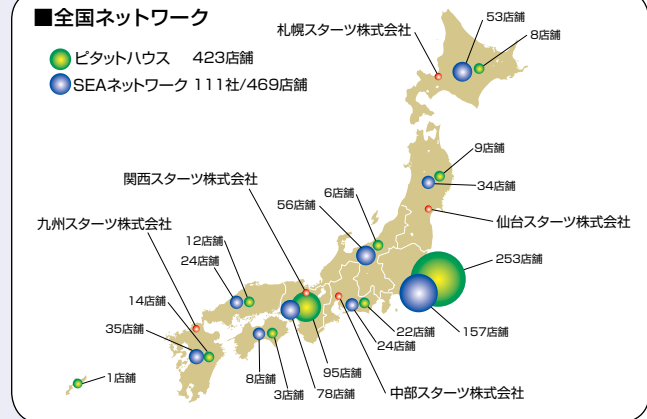 ■全国ネットワーク
ピタットハウス 423店舗
SEAネットワーク 111社/469店舗
札幌スターツ株式会社
53店舗
8店舗
9店舗
34店舗
関西スターツ株式会社
6店舗
56店舗
仙台スターツ株式会社
九州スターツ株式会社
12店舗
24店舗
253店舗
14店舗
35店舗
157店舗
22店舗
24店舗
1店舗
8店舗
3店舗
95店舗
78店舗
中部スターツ株式会社